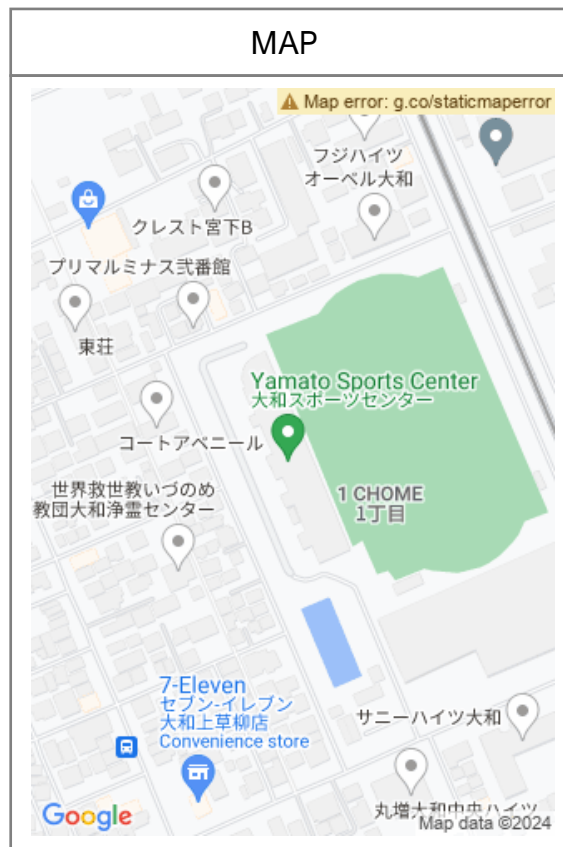 MAP
Map error: g.co/staticmaperror
フジハイツ
オーベル大和
クレスト宮下B
プリマルミナス弐番館
東荘
Yamato Sports Center
大和スポーツセンター
コートアベニール
世界救世教いづのめ
教団大和浄霊センター
1 CHOME
1丁目
7-Eleven
セブン-イレブン
大和上草柳店
Convenience store
サニーハイツ大和
丸増大和中央ハイツ
Google
Map data ©2024